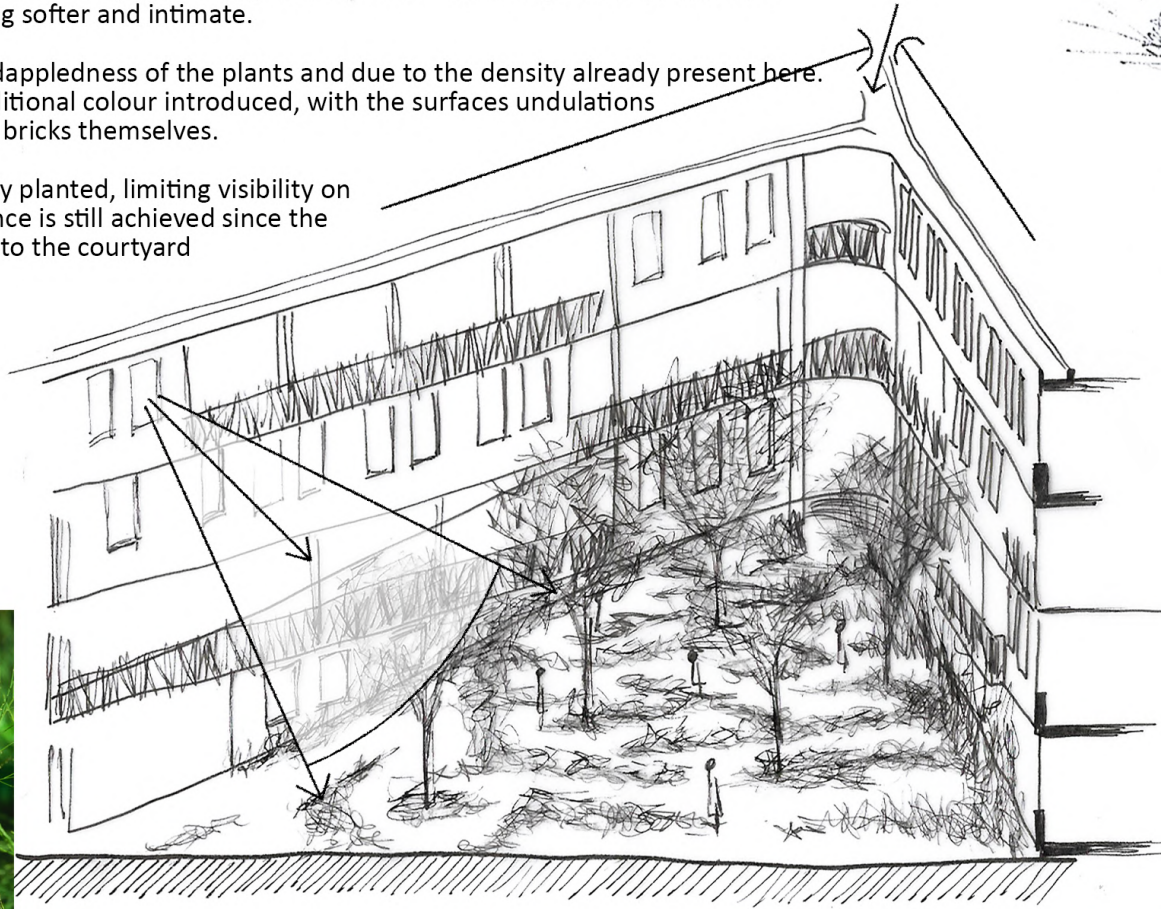 g softer and intimate.
dappledness of the plants and due to the density already present here.
itional colour introduced, with the surfaces undulations
bricks themselves.
y planted, limiting visibility on
nce is still achieved since the
to the courtyard